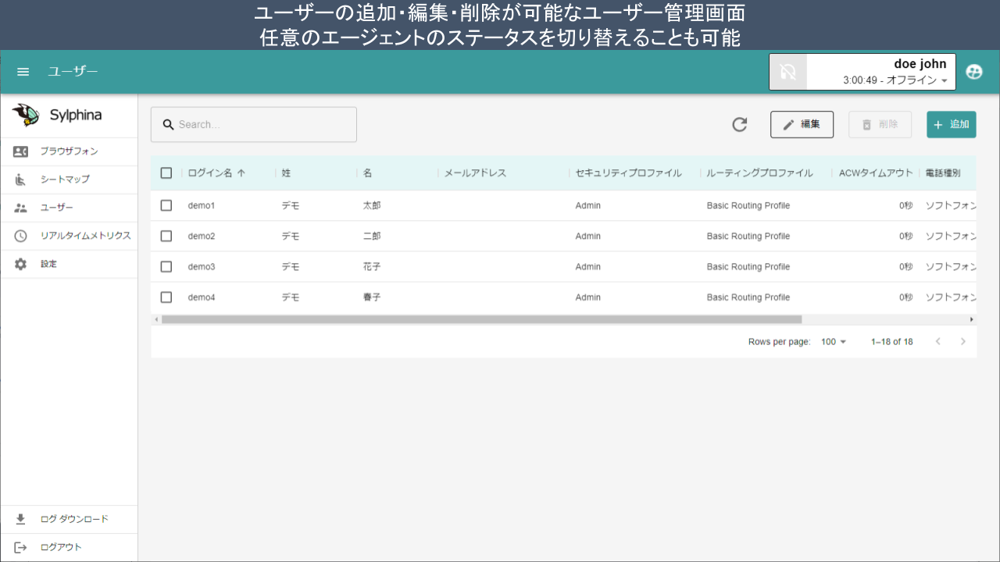 ユーザーの追加・編集・削除が可能なユーザー管理画面
任意のエージェントのステータスを切り替えることも可能
ユーザー
doe john
3:00:49 - オフライン
Sylphina
ブラウザフォン
シートマップ
ユーザー
リアルタイムメトリクス
設定
ログ ダウンロード
ログアウト
Search...
編集
削除
追加
ログイン名 姓 名 メールアドレス セキュリティプロファイル ルーティングプロファイル ACWタイムアウト 電話種別
demo1 デモ 太郎 Admin Basic Routing Profile 0秒 ソフトフォン
demo2 デモ 二郎 Admin Basic Routing Profile 0秒 ソフトフォン
demo3 デモ 花子 Admin Basic Routing Profile 0秒 ソフトフォン
demo4 デモ 春子 Admin Basic Routing Profile 0秒 ソフトフォン
Rows per page: 100 1–18 of 18